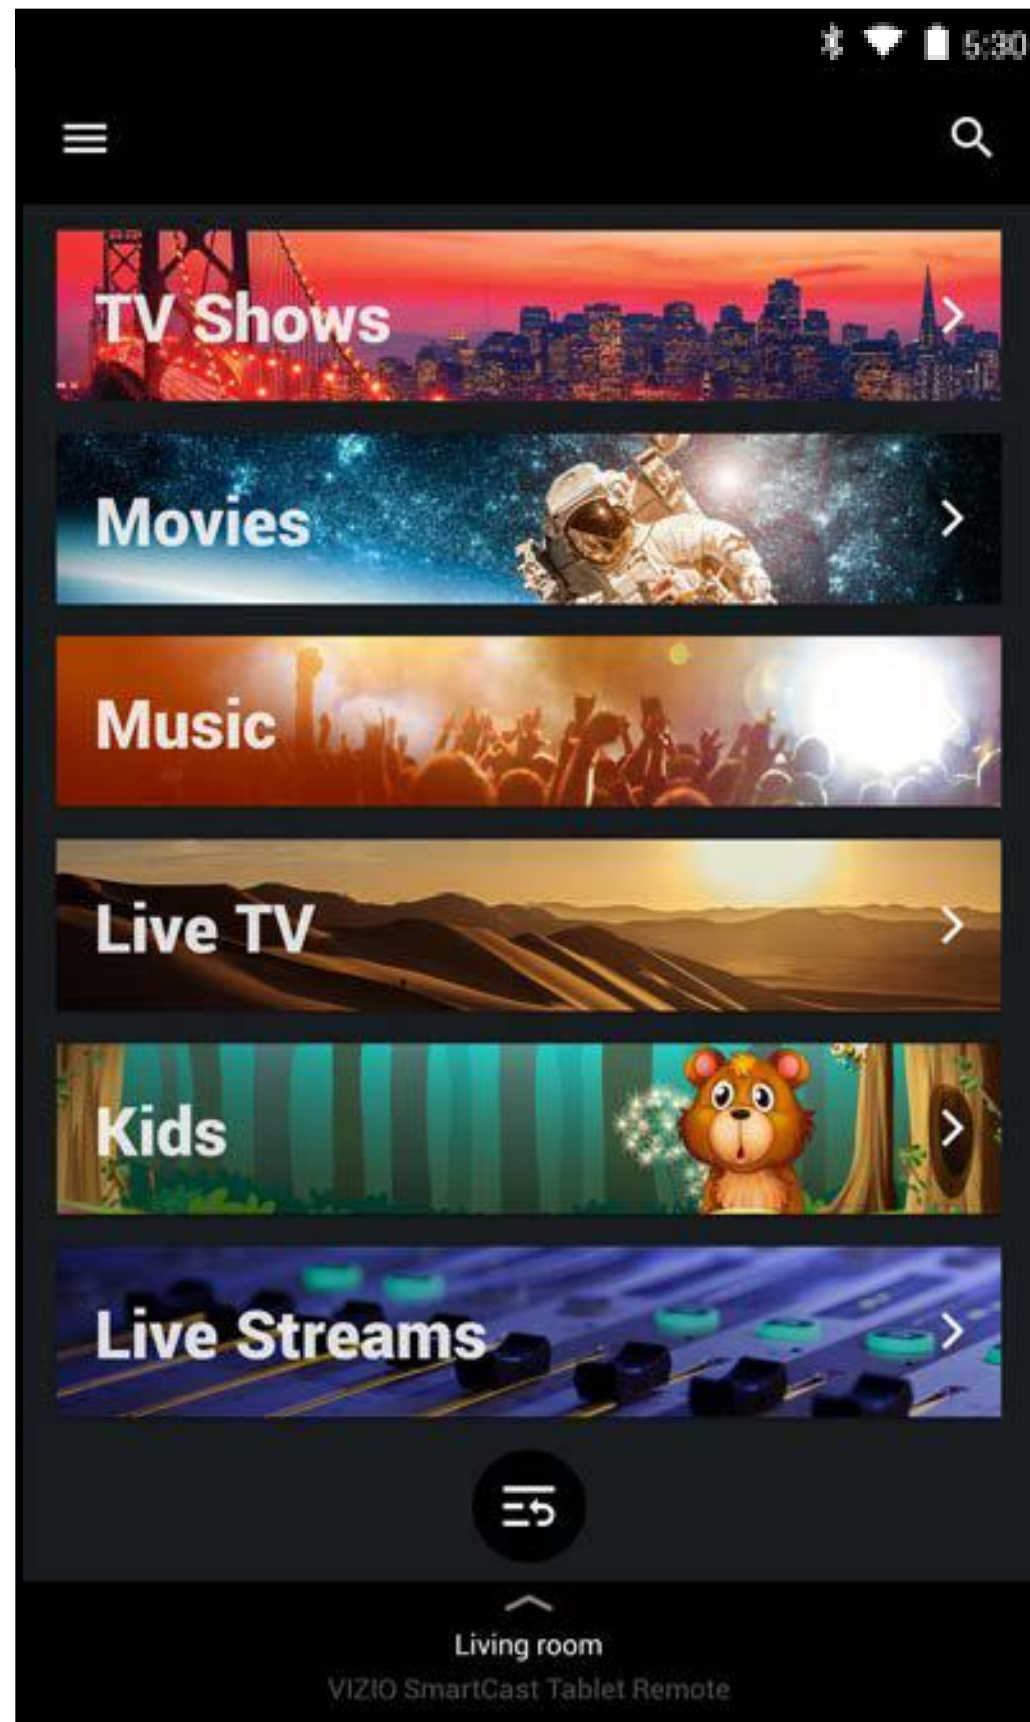 5:30
TV Shows
Movies
Music
Live TV
Kids
Live Streams
Living room
VIZIO SmartCast Tablet Remote